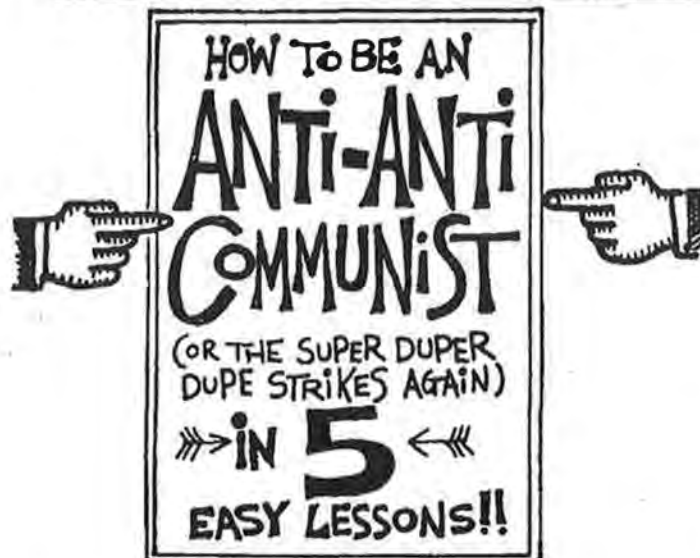 HOW TO BE AN
ANTi-ANTi
COMMUNiST
(OR THE SUPER DUPER
DUPE STRiKES AGAiN)
iN 5
EASY LESSONS!!